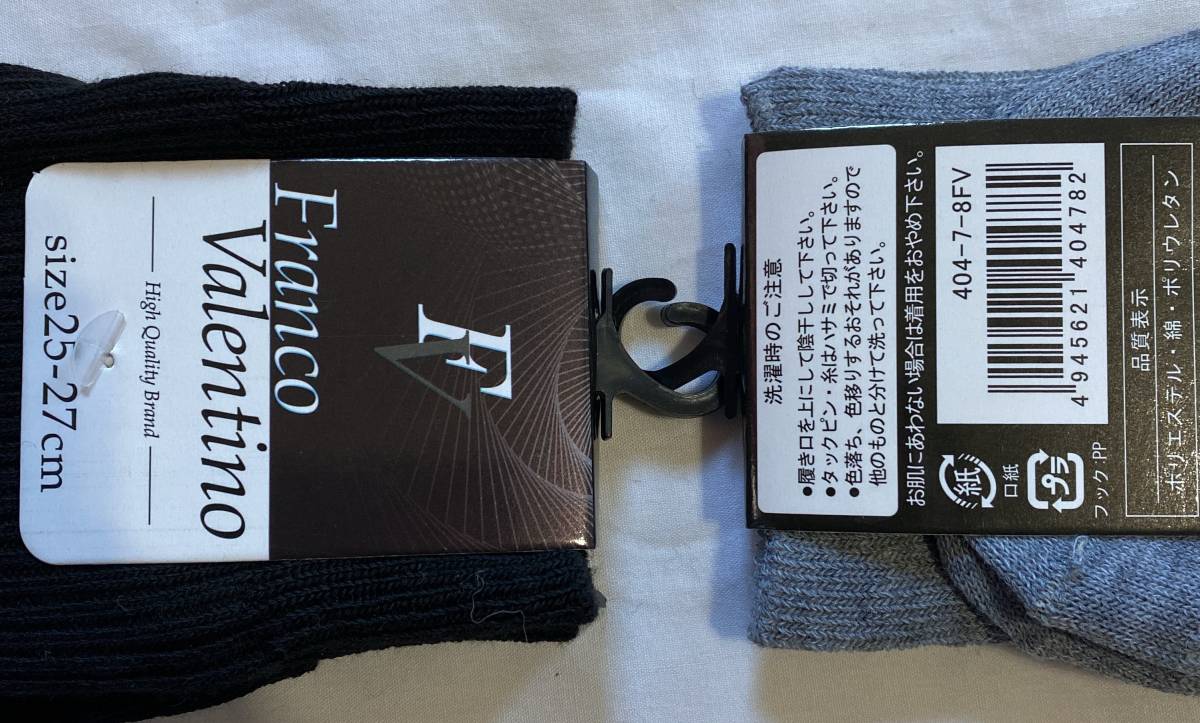 Franco
Valentino
FV
High Quality Brand
size25-27cm
洗濯時のご注意
●履き口を上にして陰干しして下さい。
●タックピン・糸はハサミで切って下さい。
●色落ち、色移りするおそれがありますので
他のものと分けて洗って下さい。
お肌にあわない場合は着用をおやめ下さい。
404-7-8FV
4 945621 404782
紙
口紙
プラ
フック:PP
品質表示
ポリエステル・綿・ポリウレタン